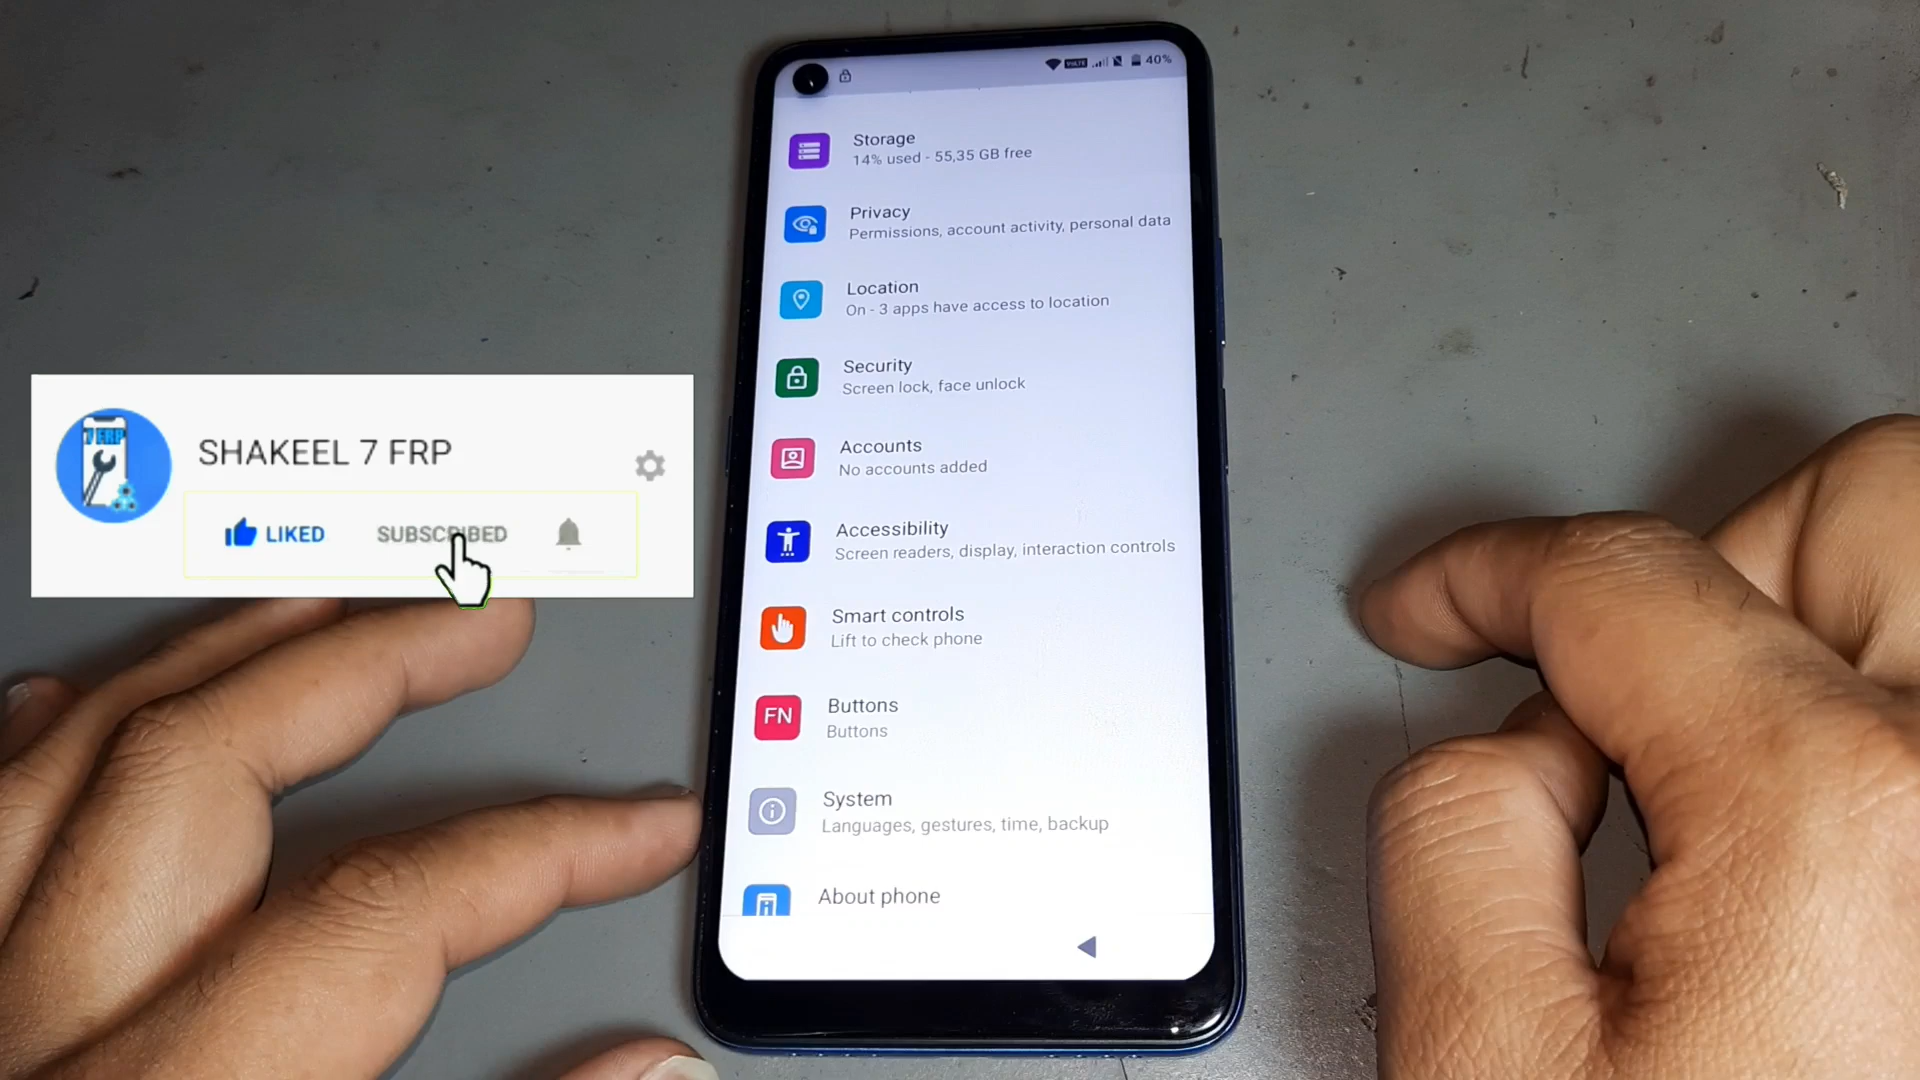 40%
Storage
14% used - 55,35 GB free
Privacy
Permissions, account activity, personal data
Location
On - 3 apps have access to location
Security
Screen lock, face unlock
Accounts
No accounts added
Accessibility
Screen readers, display, interaction controls
Smart controls
Lift to check phone
FN
Buttons
Buttons
System
Languages, gestures, time, backup
About phone
7 FRP
SHAKEEL 7 FRP
LIKED SUBSCRIBED